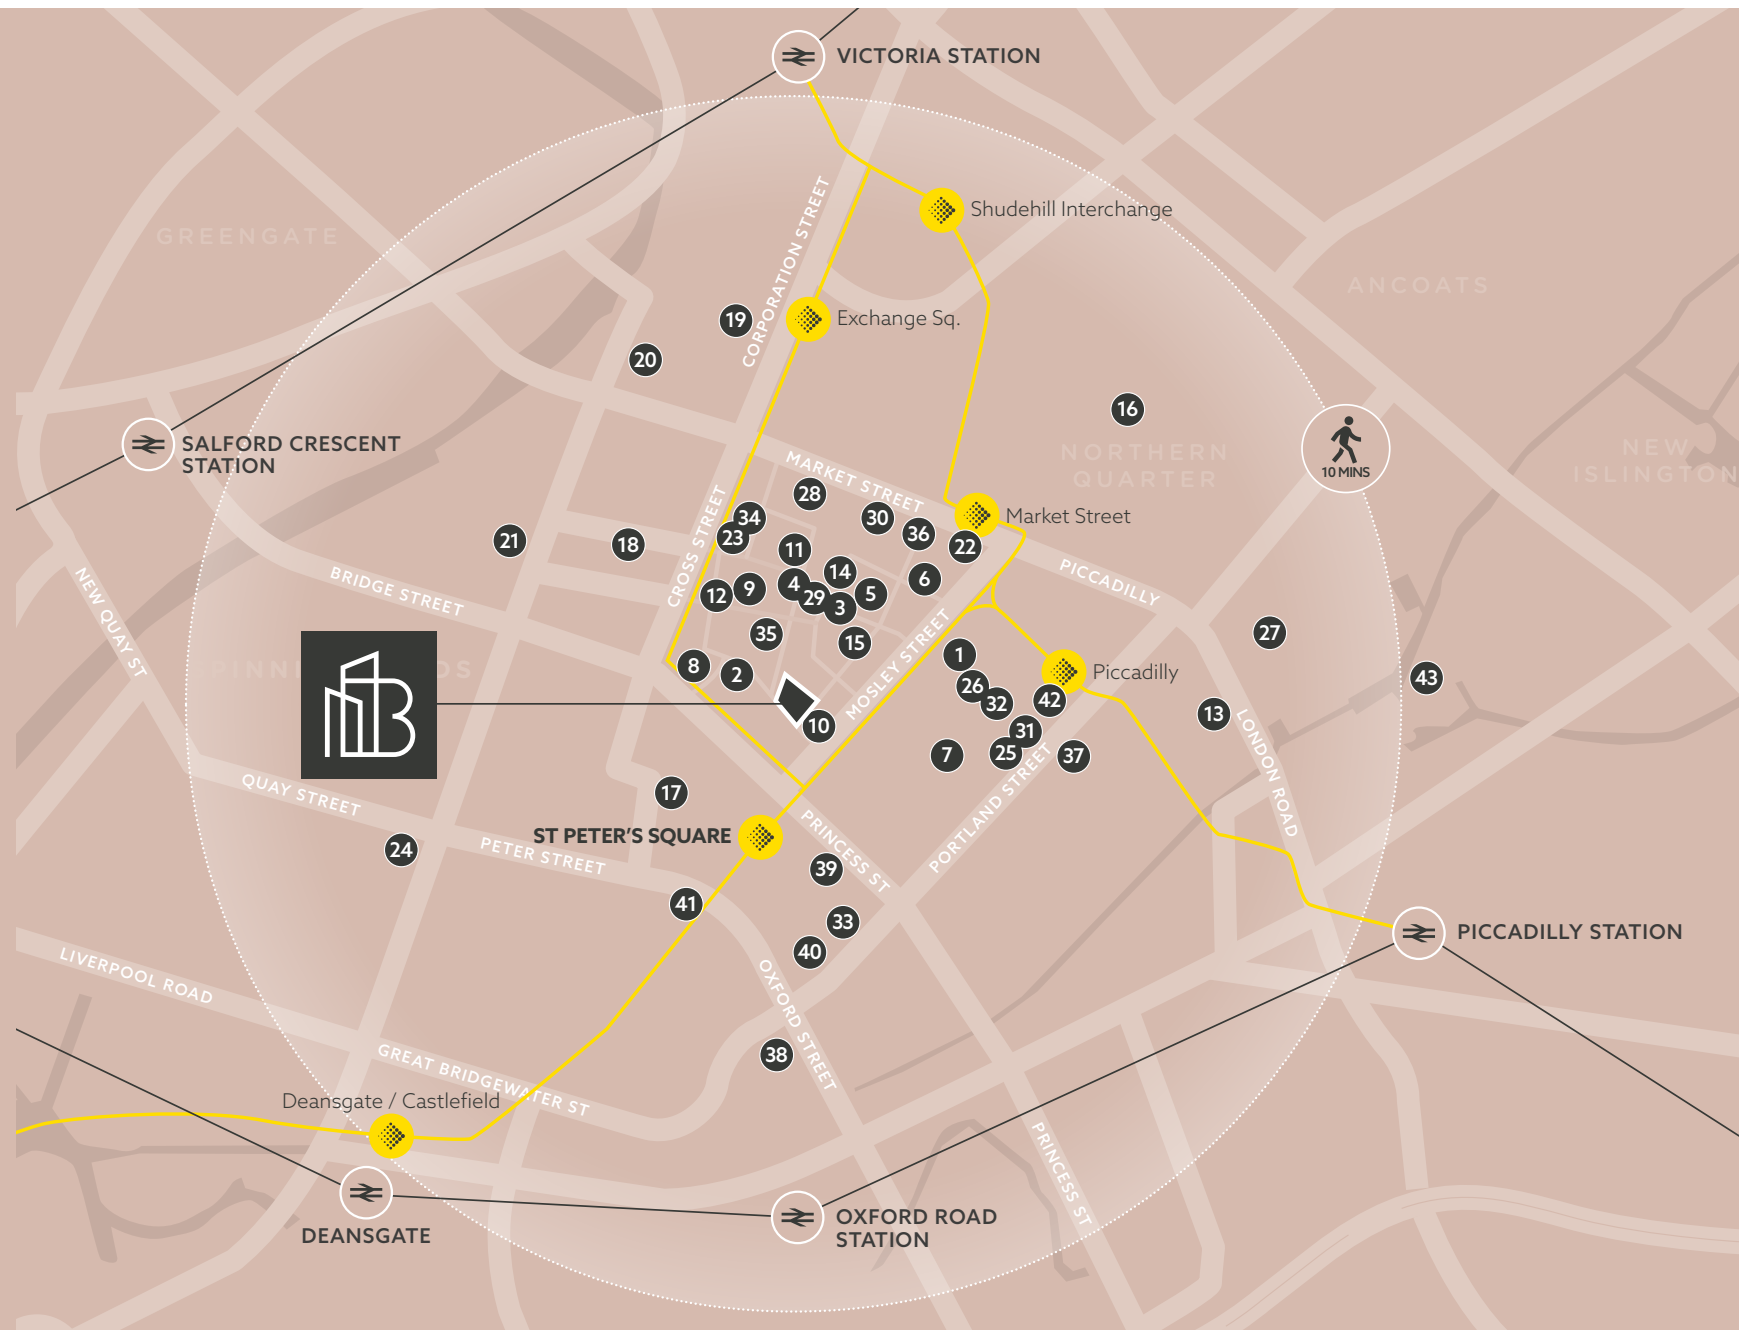 VICTORIA STATION
Shudehill Interchange
CORPORATION STREET
GREENGATE
ANCOATS
19
Exchange Sq.
20
16
10 MINS
SALFORD CRESCENT
STATION
NORTHERN
QUARTER
NEW
ISLINGTON
MARKET STREET
28
34
30
Market Street
23
36
22
21
18
11
CROSS STREET
14
6
PICCADILLY
12
9
4
29
5
3
BRIDGE STREET
NEW QUAY ST
35
15
MOSLEY STREET
27
1
8
2
Piccadilly
43
26
42
32
13
10
B
31
LONDON ROAD
7
25
37
QUAY STREET
17
PORTLAND STREET
PRINCESS ST
ST PETER'S SQUARE
24
PETER STREET
39
41
33
PICCADILLY STATION
40
LIVERPOOL ROAD
OXFORD STREET
38
GREAT BRIDGEWATER ST
Deansgate / Castlefield
PRINCESS ST
DEANSGATE
OXFORD ROAD
STATION